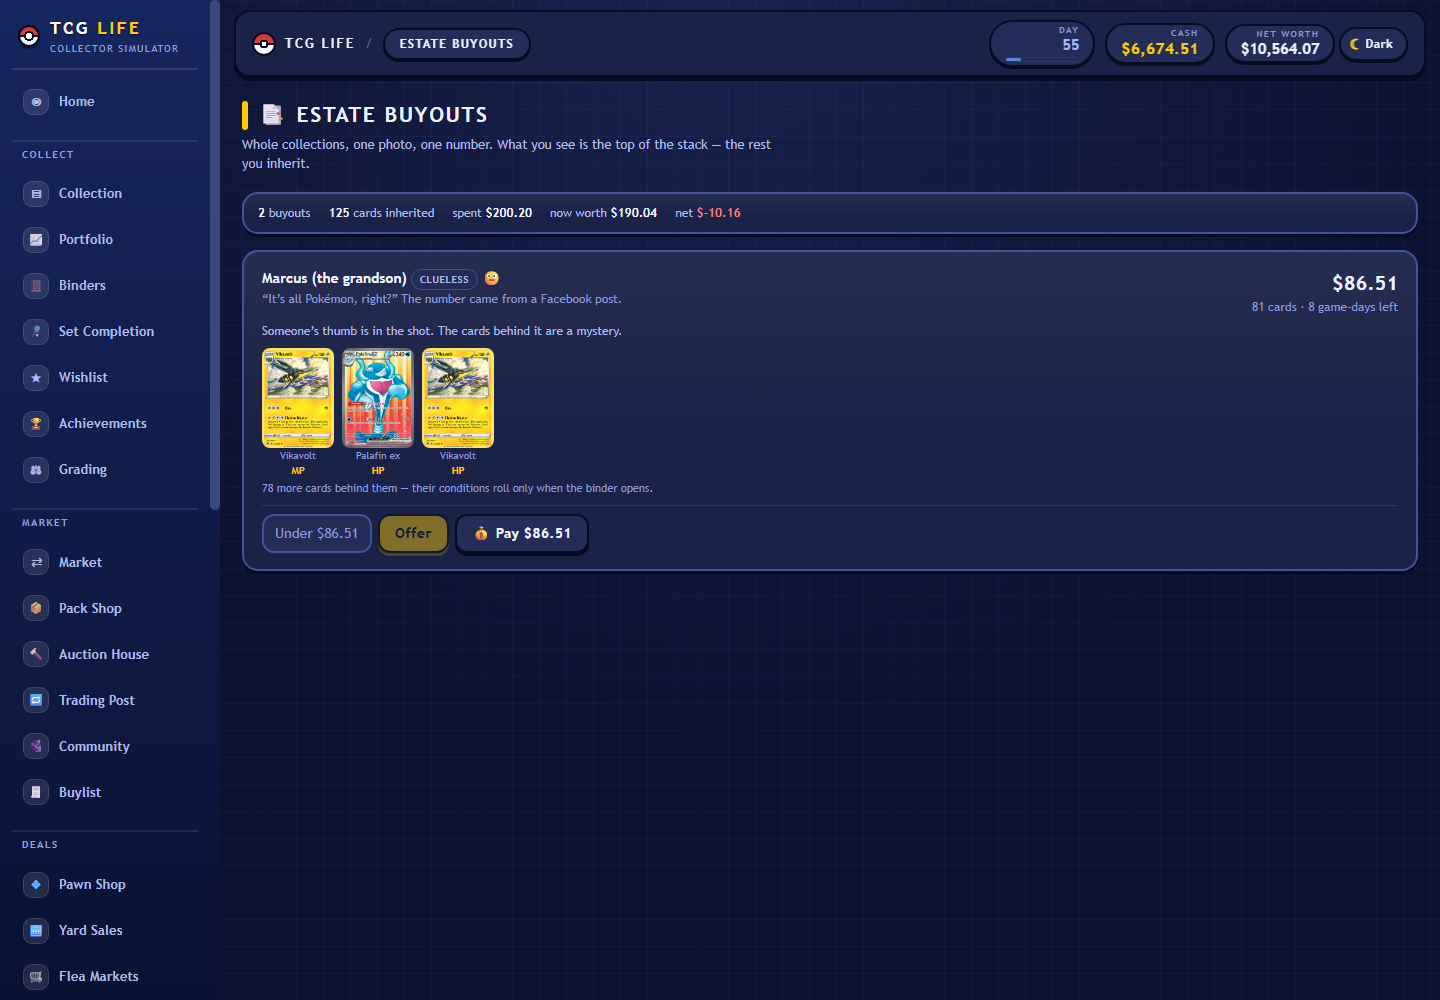 TCG LIFE
COLLECTOR SIMULATOR
Home
COLLECT
Collection
Portfolio
Binders
Set Completion
Wishlist
Achievements
Grading
MARKET
Market
Pack Shop
Auction House
Trading Post
Community
Buylist
DEALS
Pawn Shop
Yard Sales
Flea Markets
TCG LIFE / ESTATE BUYOUTS
DAY
55
CASH
$6,674.51
NET WORTH
$10,564.07
Dark
ESTATE BUYOUTS
Whole collections, one photo, one number. What you see is the top of the stack — the rest
you inherit.
2 buyouts 125 cards inherited spent $200.20 now worth $190.04 net $-10.16
Marcus (the grandson) CLUELESS
$86.51
“It’s all Pokémon, right?” The number came from a Facebook post.
81 cards · 8 game-days left
Someone’s thumb is in the shot. The cards behind it are a mystery.
Vikavolt
MP
Palafin ex
HP
Vikavolt
HP
78 more cards behind them — their conditions roll only when the binder opens.
Under $86.51 Offer Pay $86.51